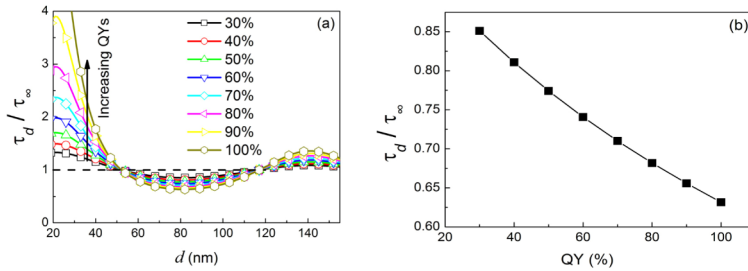 (a)
4
3
2
1
0
τd / τ∞
Increasing QYs
30%
40%
50%
60%
70%
80%
90%
100%
20 40 60 80 100 120 140
d (nm)
(b)
0.85
0.80
0.75
0.70
0.65
0.60
τd / τ∞
20 40 60 80 100
QY (%)